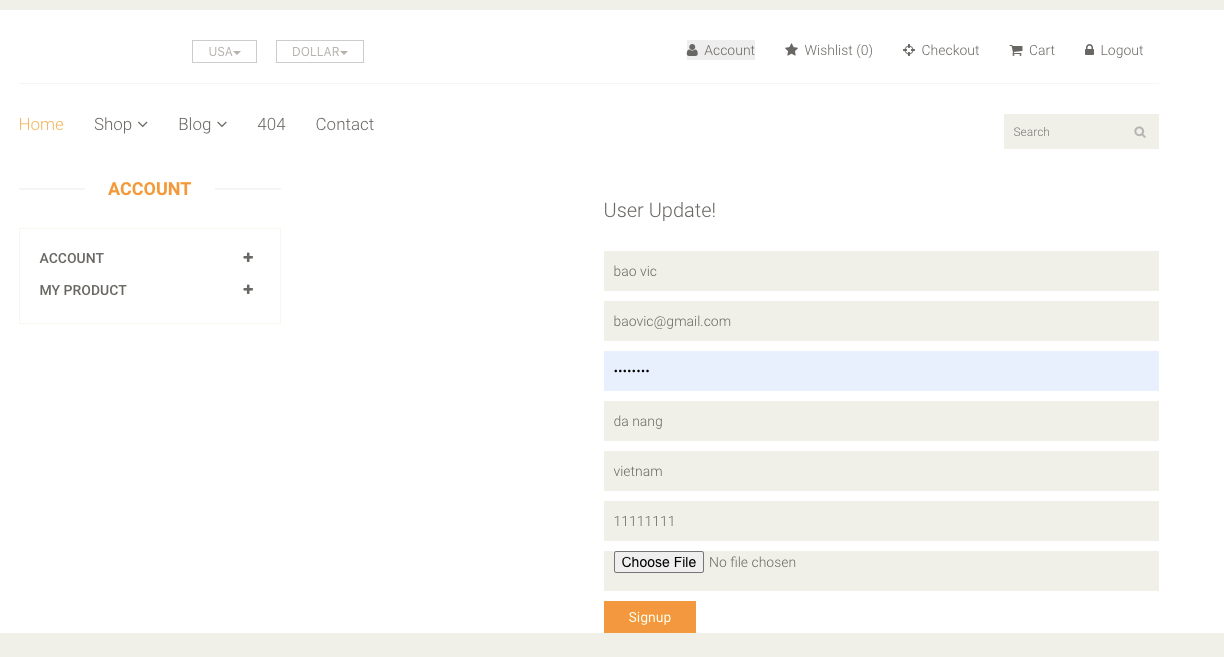 USA DOLLAR Account Wishlist (0) Checkout Cart Logout
Home Shop Blog 404 Contact Search
ACCOUNT
ACCOUNT
MY PRODUCT
User Update!
bao vic
baovic@gmail.com
••••••••
da nang
vietnam
11111111
Choose File No file chosen
Signup